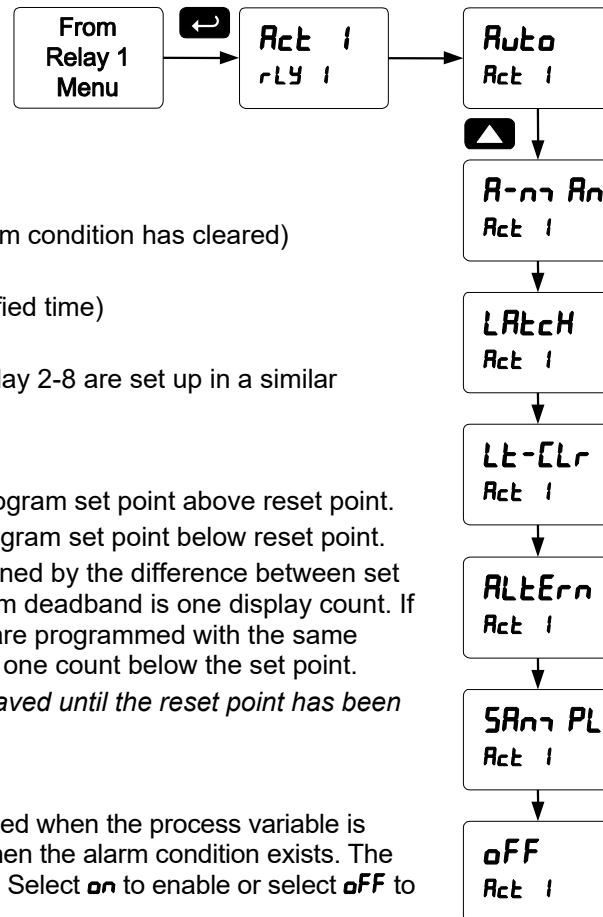 From
Relay 1
Menu
Act 1
rLY 1
Auto
Act 1
A-nn An
Act 1
LAtcH
Act 1
Lt-CLr
Act 1
ALtErn
Act 1
SAnn PL
Act 1
oFF
Act 1
m condition has cleared)
fied time)
lay 2-8 are set up in a similar
ogram set point above reset point.
gram set point below reset point.
ned by the difference between set
m deadband is one display count. If
are programmed with the same
one count below the set point.
aved until the reset point has been
ed when the process variable is
hen the alarm condition exists. The
Select on to enable or select oFF to